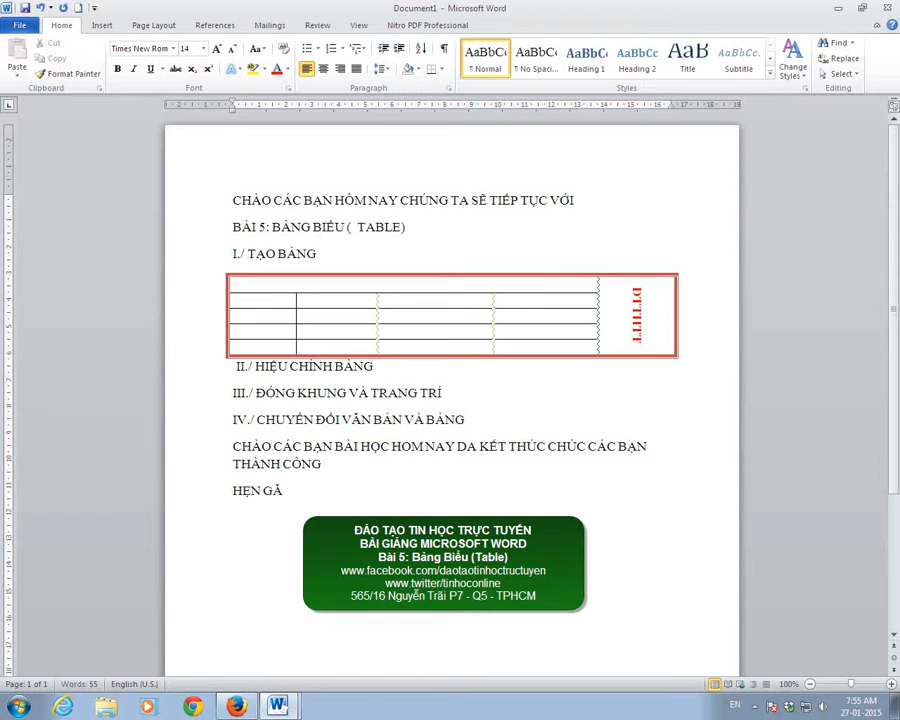 Document1 - Microsoft Word
File Home Insert Page Layout References Mailings Review View Nitro PDF Professional
Cut
Copy
Format Painter
Paste
Clipboard
Times New Rom 14
Font
Paragraph
AaBbC AaBbC AaBbC AaBbC AaB AaBbC
¶ Normal ¶ No Spaci... Heading 1 Heading 2 Title Subtitle
Styles
Change Styles
Find
Replace
Select
Editing
CHÀO CÁC BẠN HÔM NAY CHÚNG TA SẼ TIẾP TỤC VỚI
BÀI 5: BẢNG BIỂU ( TABLE)
I./ TẠO BẢNG
DTTHTT
II./ HIỆU CHỈNH BẢNG
III./ ĐÓNG KHUNG VÀ TRANG TRÍ
IV./ CHUYỂN ĐỔI VĂN BẢN VÀ BẢNG
CHÀO CÁC BẠN BÀI HỌC HOM NAY DA KẾT THÚC CHÚC CÁC BẠN
THÀNH CÔNG
HẸN GẶ
ĐÀO TẠO TIN HỌC TRỰC TUYẾN
BÀI GIẢNG MICROSOFT WORD
Bài 5: Bảng Biểu (Table)
www.facebook.com/daotaotinhoctructuyen
www.twitter/tinhoconline
565/16 Nguyễn Trãi P7 - Q5 - TPHCM
Page: 1 of 1 Words: 55 English (U.S.) 100%
EN 7:55 AM
27-01-2015